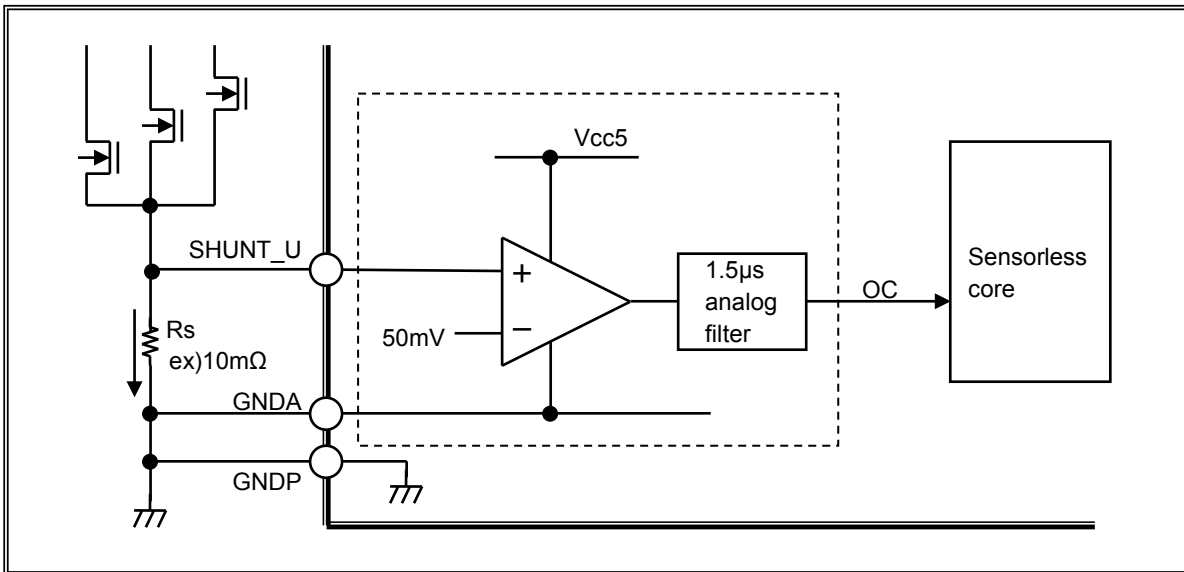 Vcc5
SHUNT_U
+
50mV
−
1.5µs
analog
filter
OC
Sensorless
core
Rs
ex)10mΩ
GNDA
GNDP